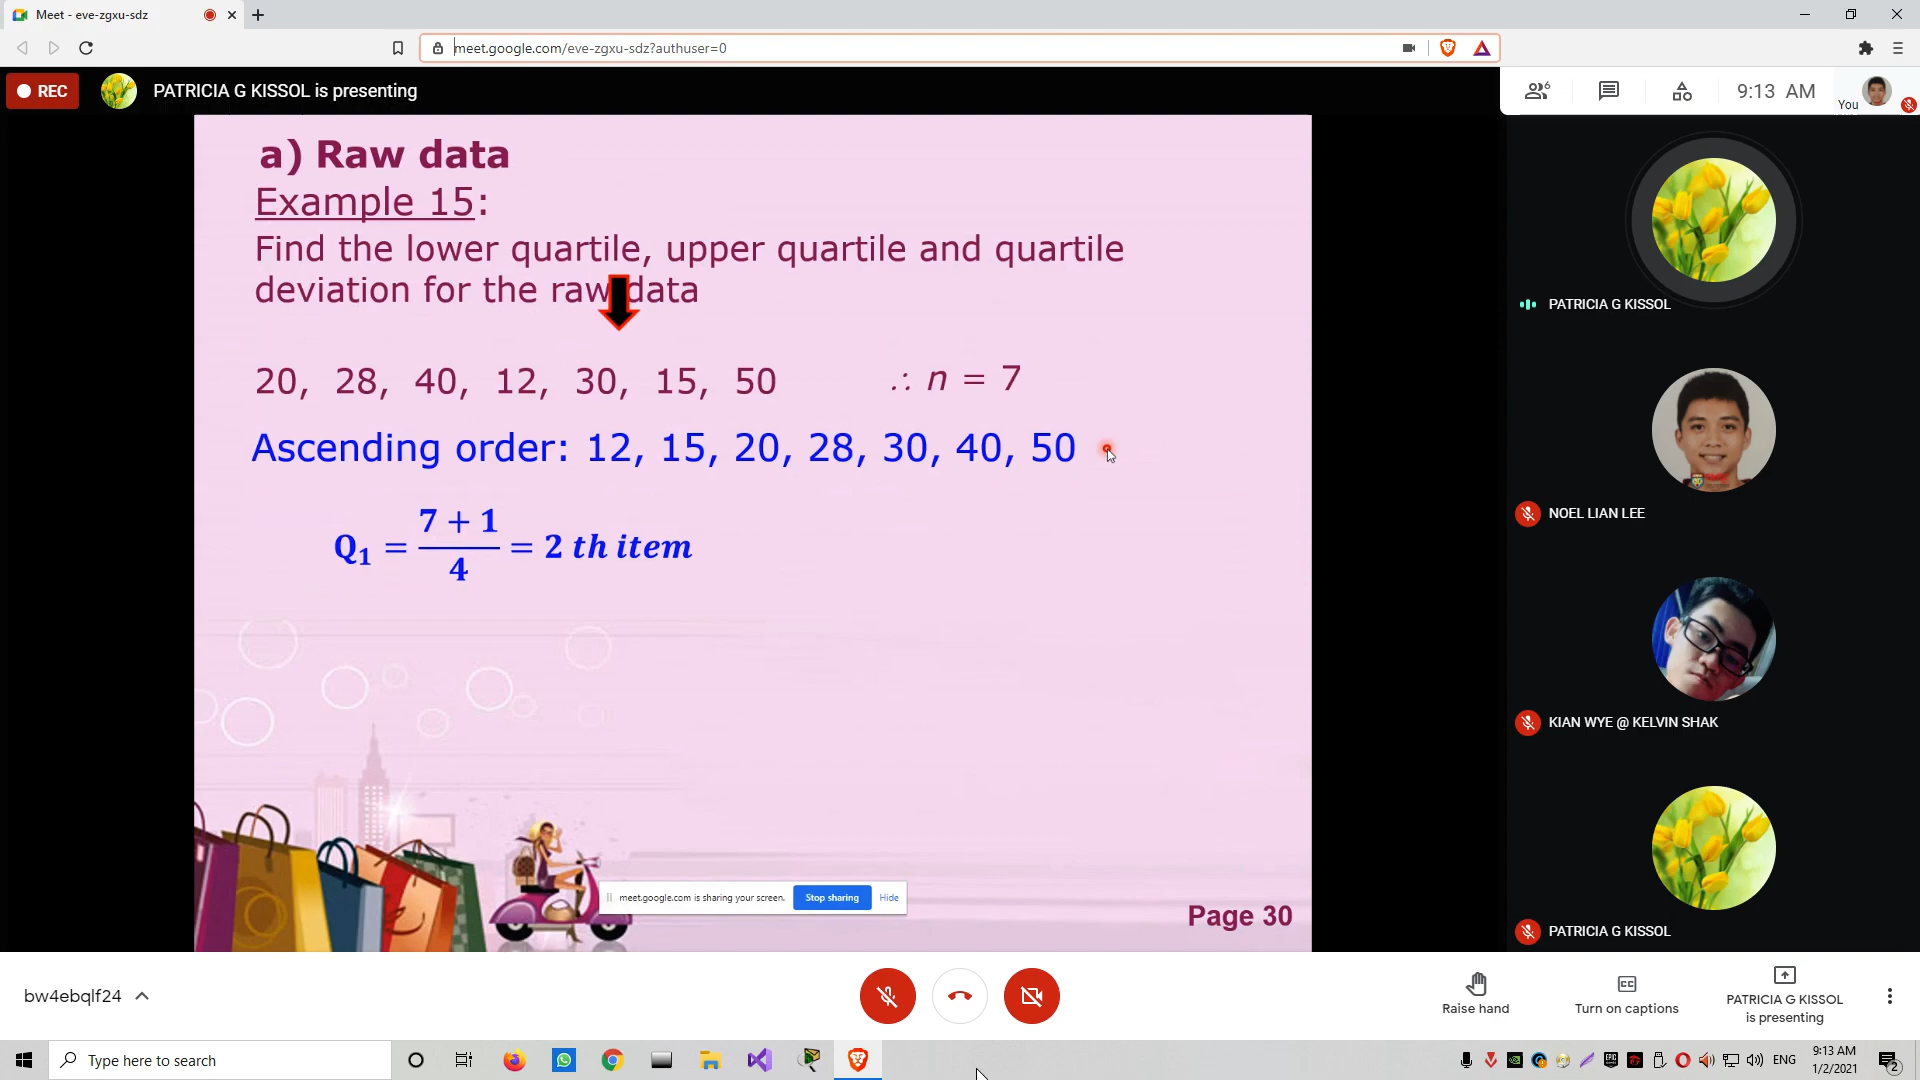 Meet - eve-zgxu-sdz
meet.google.com/eve-zgxu-sdz?authuser=0
REC
PATRICIA G KISSOL is presenting
6
9:13 AM
You
a) Raw data
Example 15:
Find the lower quartile, upper quartile and quartile
deviation for the raw data
20, 28, 40, 12, 30, 15, 50
∴ n = 7
Ascending order: 12, 15, 20, 28, 30, 40, 50
Q₁ = (7 + 1)/4 = 2 th item
meet.google.com is sharing your screen.
Stop sharing
Hide
Page 30
PATRICIA G KISSOL
NOEL LIAN LEE
KIAN WYE @ KELVIN SHAK
PATRICIA G KISSOL
bw4ebqlf24
Raise hand
CC
Turn on captions
PATRICIA G KISSOL
is presenting
Type here to search
ENG
9:13 AM
1/2/2021
2